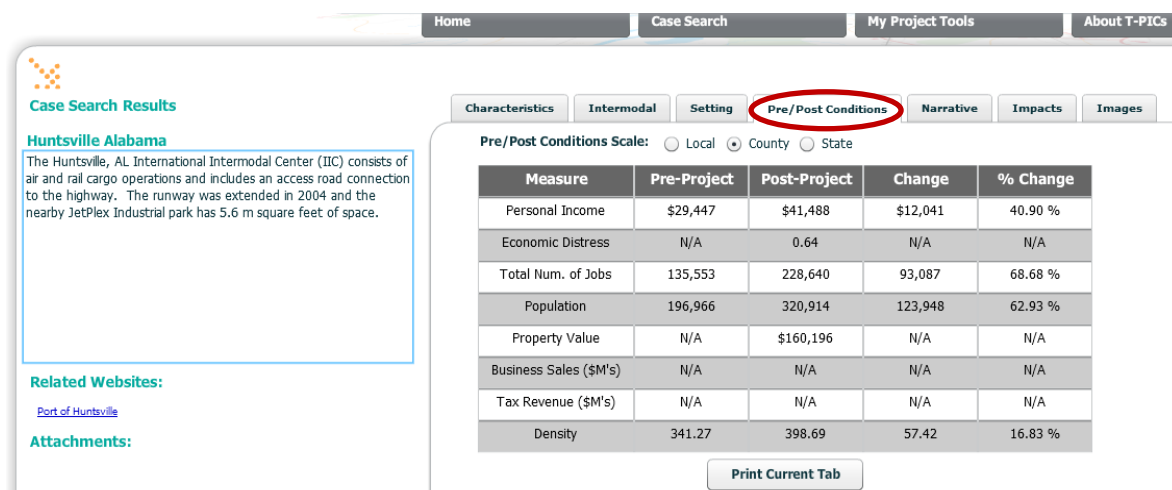 Home Case Search My Project Tools About T-PICs
Case Search Results
Characteristics Intermodal Setting Pre/Post Conditions Narrative Impacts Images
Huntsville Alabama
The Huntsville, AL International Intermodal Center (IIC) consists of
air and rail cargo operations and includes an access road connection
to the highway. The runway was extended in 2004 and the
nearby JetPlex Industrial park has 5.6 m square feet of space.
Related Websites:
Port of Huntsville
Attachments:
Pre/Post Conditions Scale: Local County State
Measure Pre-Project Post-Project Change % Change
Personal Income $29,447 $41,488 $12,041 40.90 %
Economic Distress N/A 0.64 N/A N/A
Total Num. of Jobs 135,553 228,640 93,087 68.68 %
Population 196,966 320,914 123,948 62.93 %
Property Value N/A $160,196 N/A N/A
Business Sales ($M's) N/A N/A N/A N/A
Tax Revenue ($M's) N/A N/A N/A N/A
Density 341.27 398.69 57.42 16.83 %
Print Current Tab